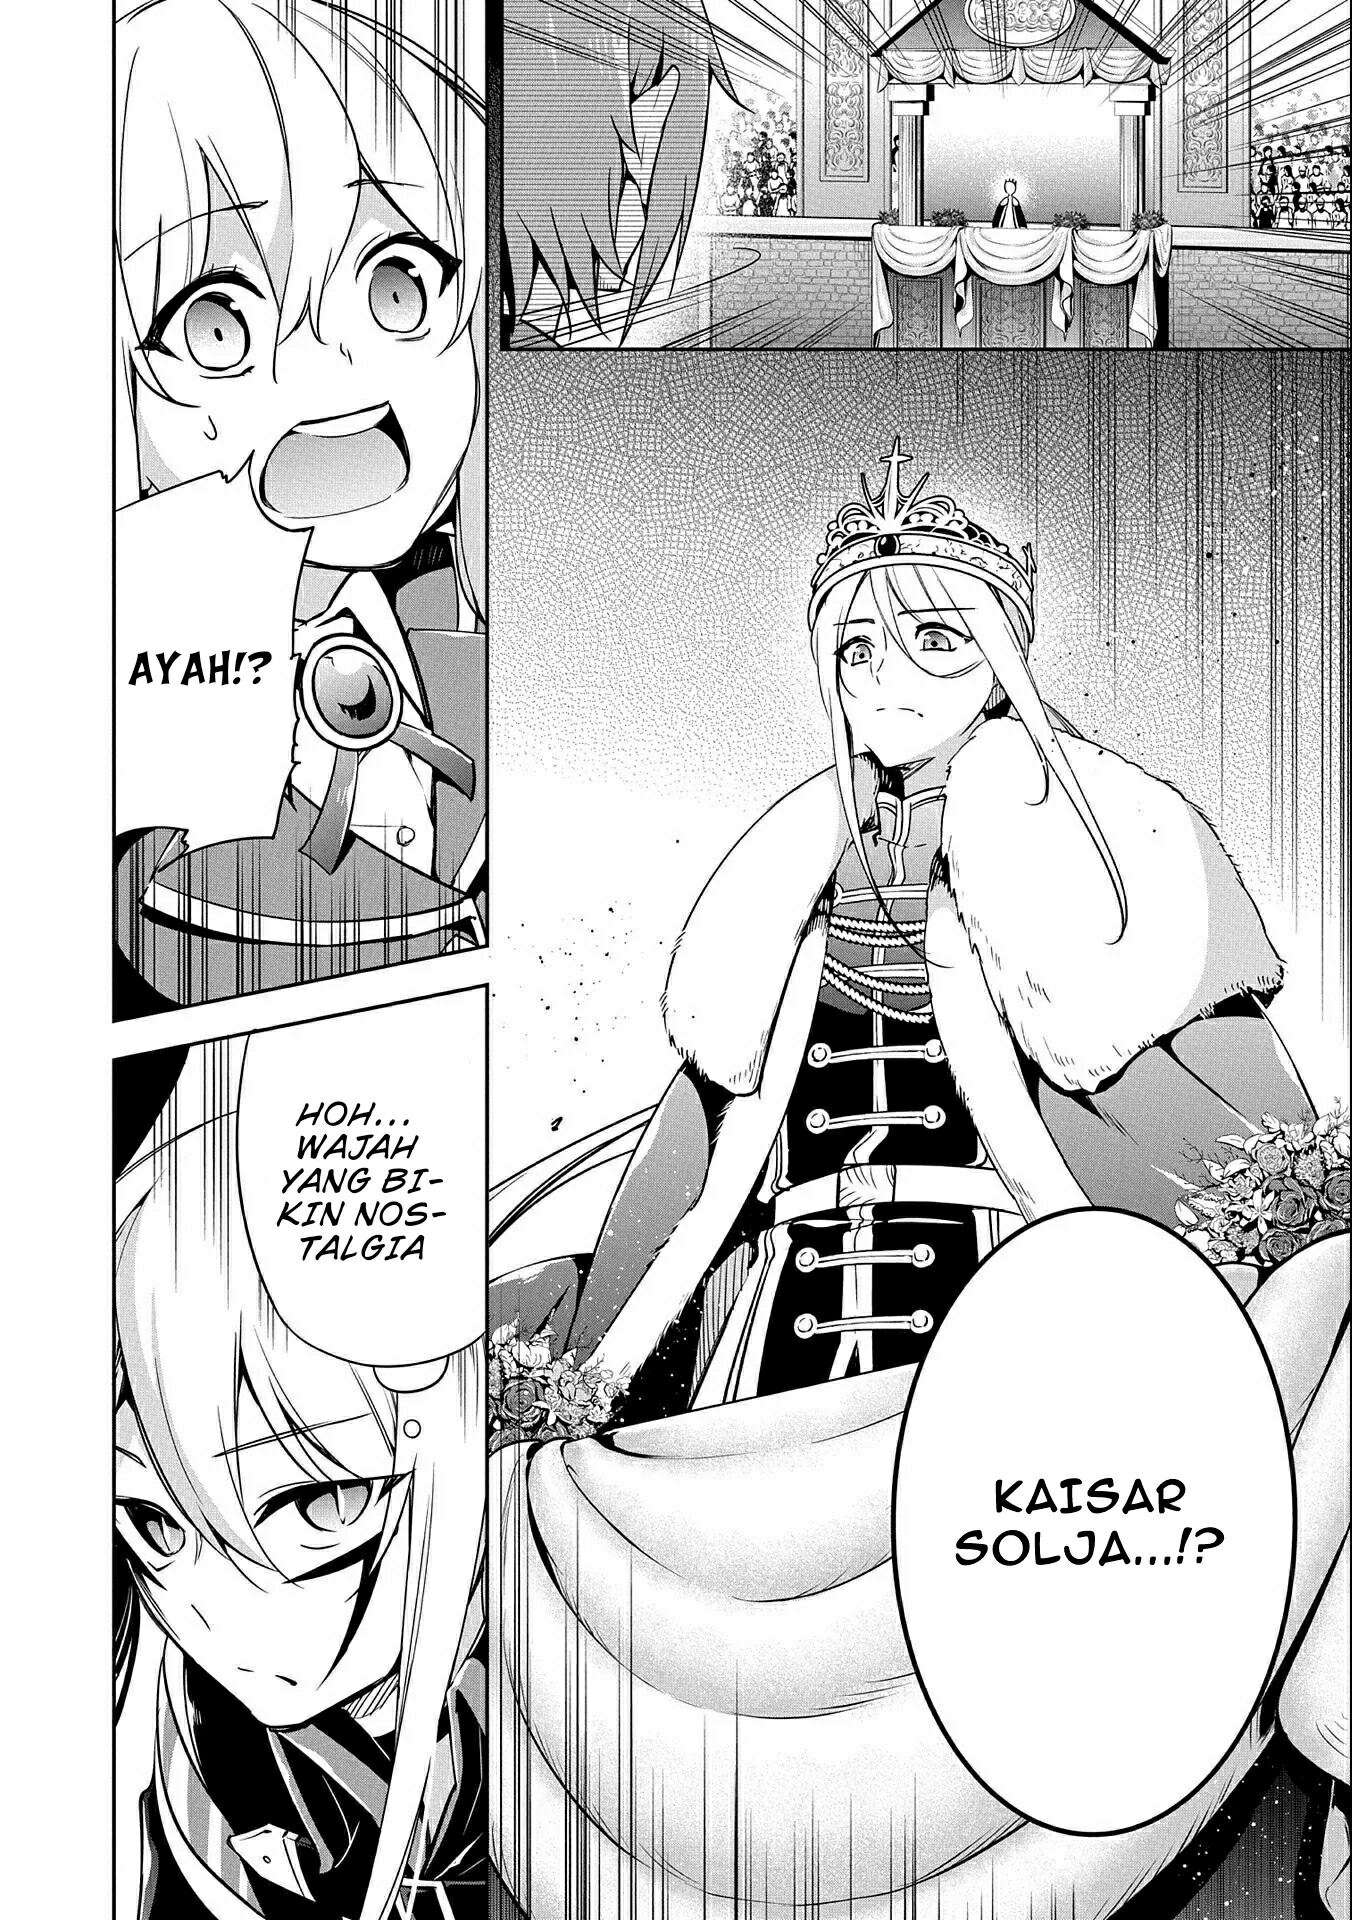 KAISAR
SOLJA...!?
AYAH!?
HOH...
WAJAH
YANG BI-
KIN NOS-
TALGIA